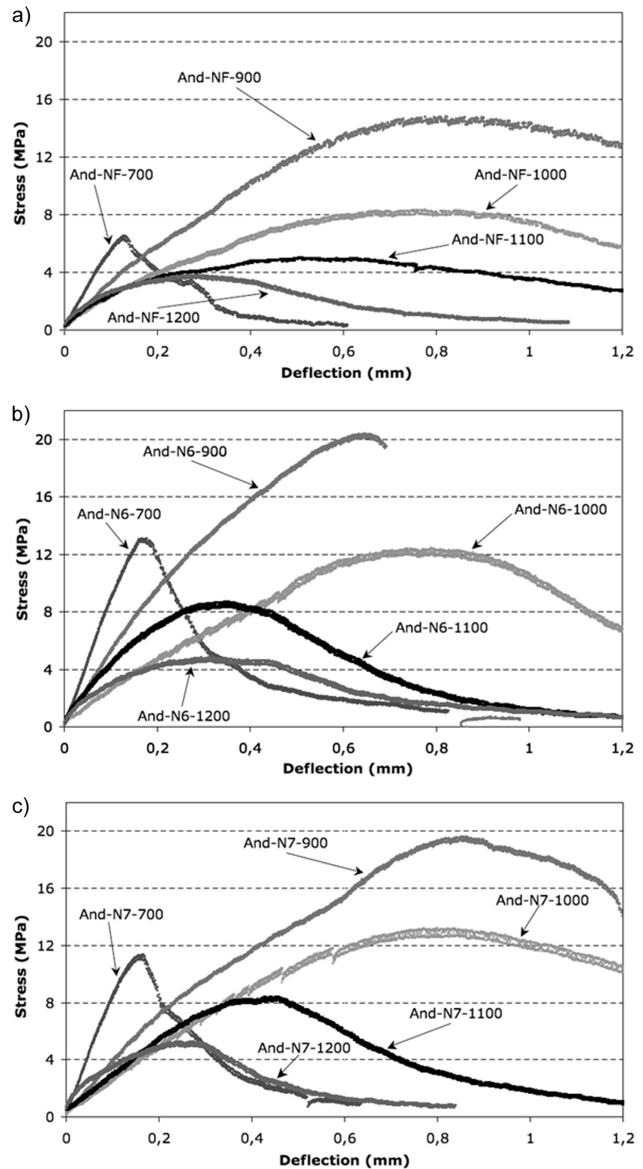 a)
20
16
12
8
4
0
Stress (MPa)
And-NF-900
And-NF-700
And-NF-1000
And-NF-1100
And-NF-1200
0 0,2 0,4 0,6 0,8 1 1,2
Deflection (mm)
b)
20
16
12
8
4
0
Stress (MPa)
And-N6-900
And-N6-700
And-N6-1000
And-N6-1100
And-N6-1200
0 0,2 0,4 0,6 0,8 1 1,2
Deflection (mm)
c)
20
16
12
8
4
0
Stress (MPa)
And-N7-900
And-N7-700
And-N7-1000
And-N7-1100
And-N7-1200
0 0,2 0,4 0,6 0,8 1 1,2
Deflection (mm)